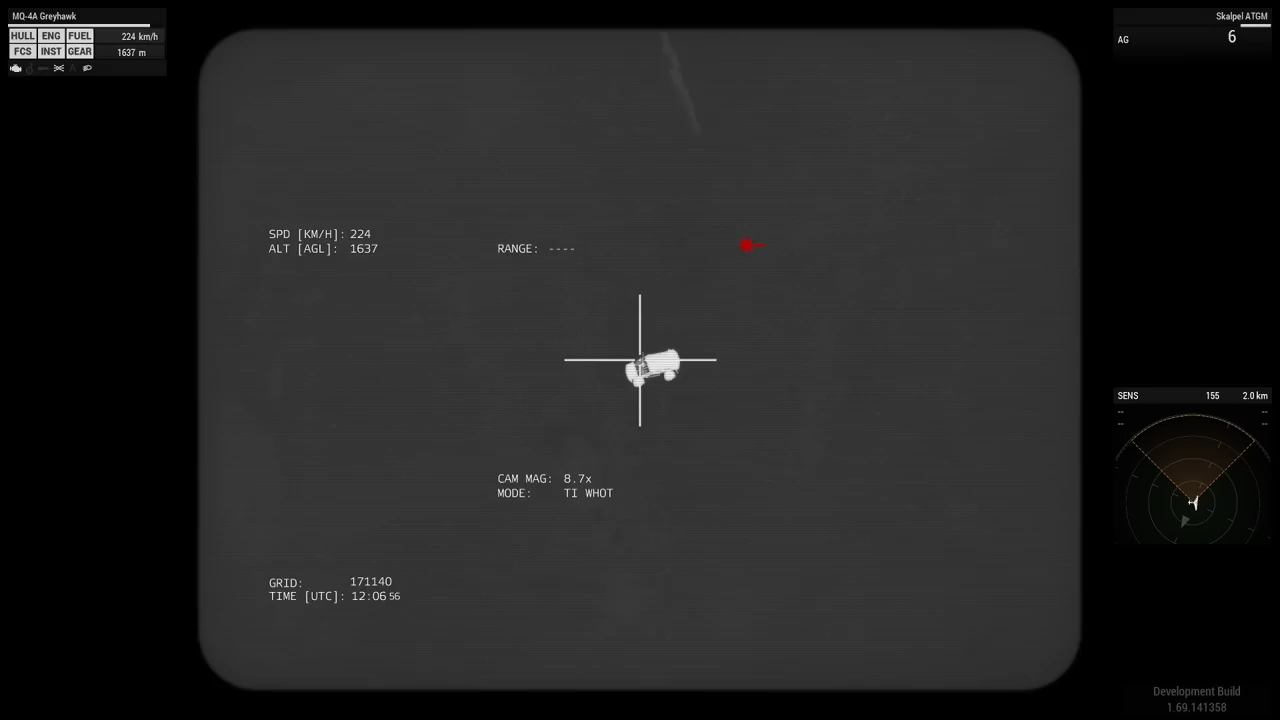 MQ-4A Greyhawk
HULL ENG FUEL 224 km/h
FCS INST GEAR 1637 m
Skalpel ATGM
AG 6
SPD [KM/H]: 224
ALT [AGL]: 1637
RANGE: ----
CAM MAG: 8.7x
MODE: TI WHOT
SENS 155 2.0 km
-- --
-- --
GRID: 171140
TIME [UTC]: 12:06 56
Development Build
1.69.141358